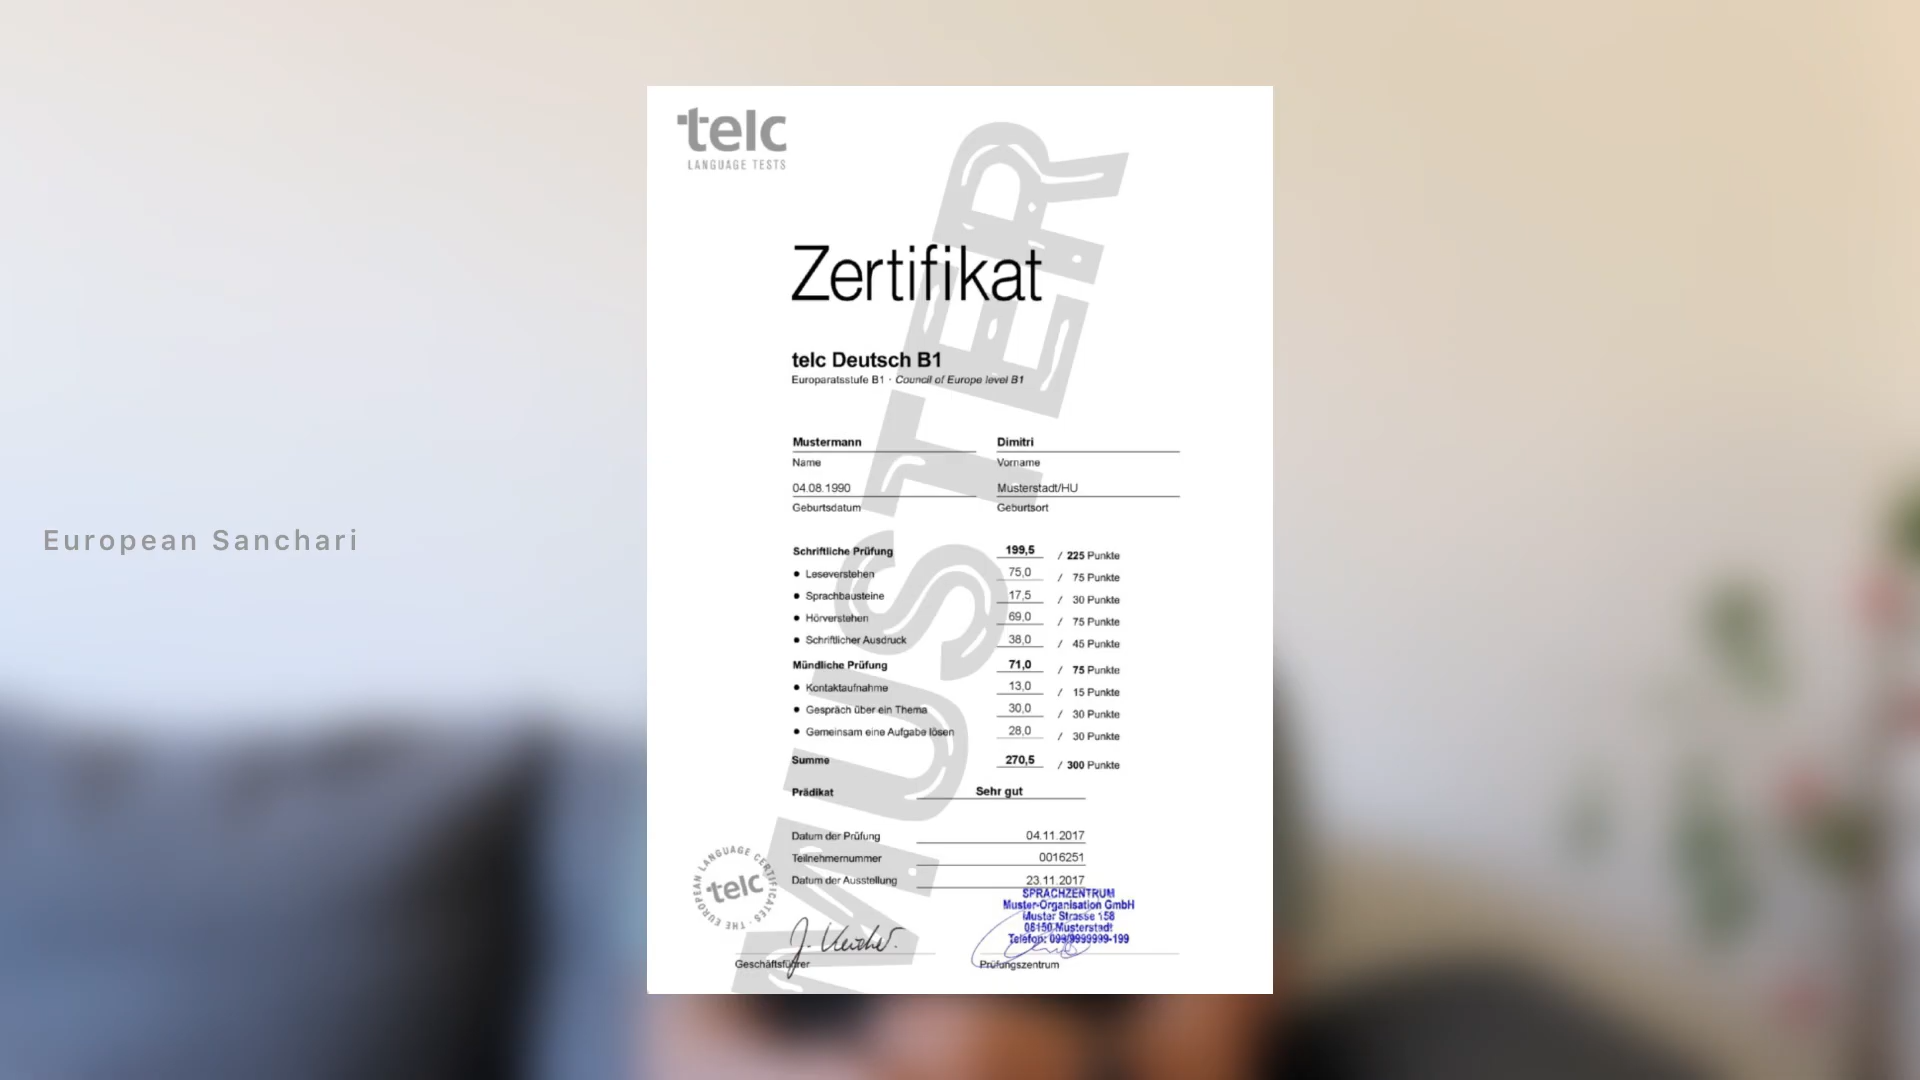 telc
LANGUAGE TESTS
MUSTER
Zertifikat
telc Deutsch B1
Europaratsstufe B1 · Council of Europe level B1
Mustermann Dimitri
Name Vorname
04.08.1990 Musterstadt/HU
Geburtsdatum Geburtsort
European Sanchari
Schriftliche Prüfung 199,5 / 225 Punkte
• Leseverstehen 75,0 / 75 Punkte
• Sprachbausteine 17,5 / 30 Punkte
• Hörverstehen 69,0 / 75 Punkte
• Schriftlicher Ausdruck 38,0 / 45 Punkte
Mündliche Prüfung 71,0 / 75 Punkte
• Kontaktaufnahme 13,0 / 15 Punkte
• Gespräch über ein Thema 30,0 / 30 Punkte
• Gemeinsam eine Aufgabe lösen 28,0 / 30 Punkte
Summe 270,5 / 300 Punkte
Prädikat Sehr gut
Datum der Prüfung 04.11.2017
Teilnehmernummer 0016251
Datum der Ausstellung 23.11.2017
telc
THE EUROPEAN LANGUAGE CERTIFICATES
SPRACHZENTRUM
Muster-Organisation GmbH
Muster Strasse 158
06150 Musterstadt
Telefon: 099/9999999-199
Geschäftsführer Prüfungszentrum